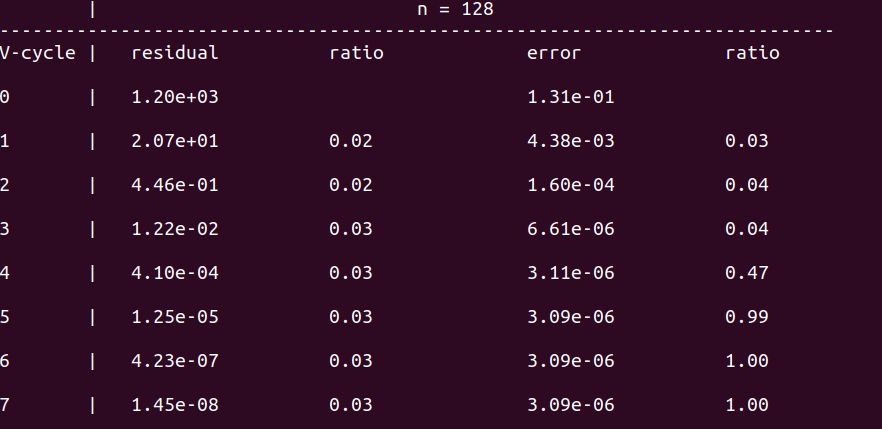 | n = 128
----------------------------------------------------------------------------
V-cycle | residual ratio error ratio
0 | 1.20e+03 1.31e-01
1 | 2.07e+01 0.02 4.38e-03 0.03
2 | 4.46e-01 0.02 1.60e-04 0.04
3 | 1.22e-02 0.03 6.61e-06 0.04
4 | 4.10e-04 0.03 3.11e-06 0.47
5 | 1.25e-05 0.03 3.09e-06 0.99
6 | 4.23e-07 0.03 3.09e-06 1.00
7 | 1.45e-08 0.03 3.09e-06 1.00